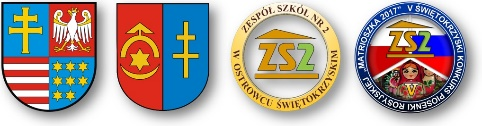 ZESPÓŁ SZKÓŁ NR 2
ZS2
W OSTROWCU ŚWIĘTOKRZYSKIM
MATRIOSZKA 2017" V ŚWIĘTOKRZYSKI KONKURS PIOSENKI ROSYJSKIEJ
ZS2
V